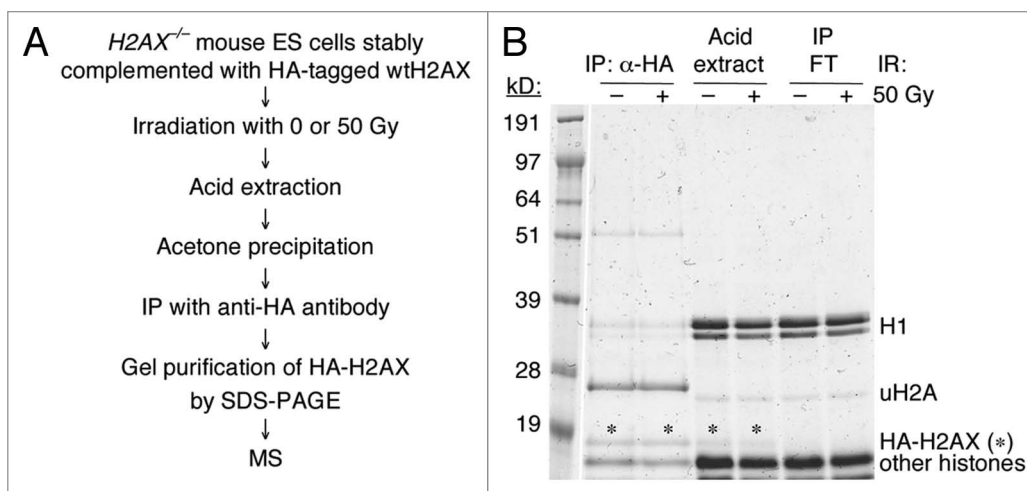 A
H2AX−/− mouse ES cells stably
complemented with HA-tagged wtH2AX
↓
Irradiation with 0 or 50 Gy
↓
Acid extraction
↓
Acetone precipitation
↓
IP with anti-HA antibody
↓
Gel purification of HA-H2AX
by SDS-PAGE
↓
MS
B
Acid IP
IP: α-HA extract FT IR:
kD: − + − + − + 50 Gy
191
97
64
51
39
H1
28
uH2A
19
* * * *
HA-H2AX (*)
other histones